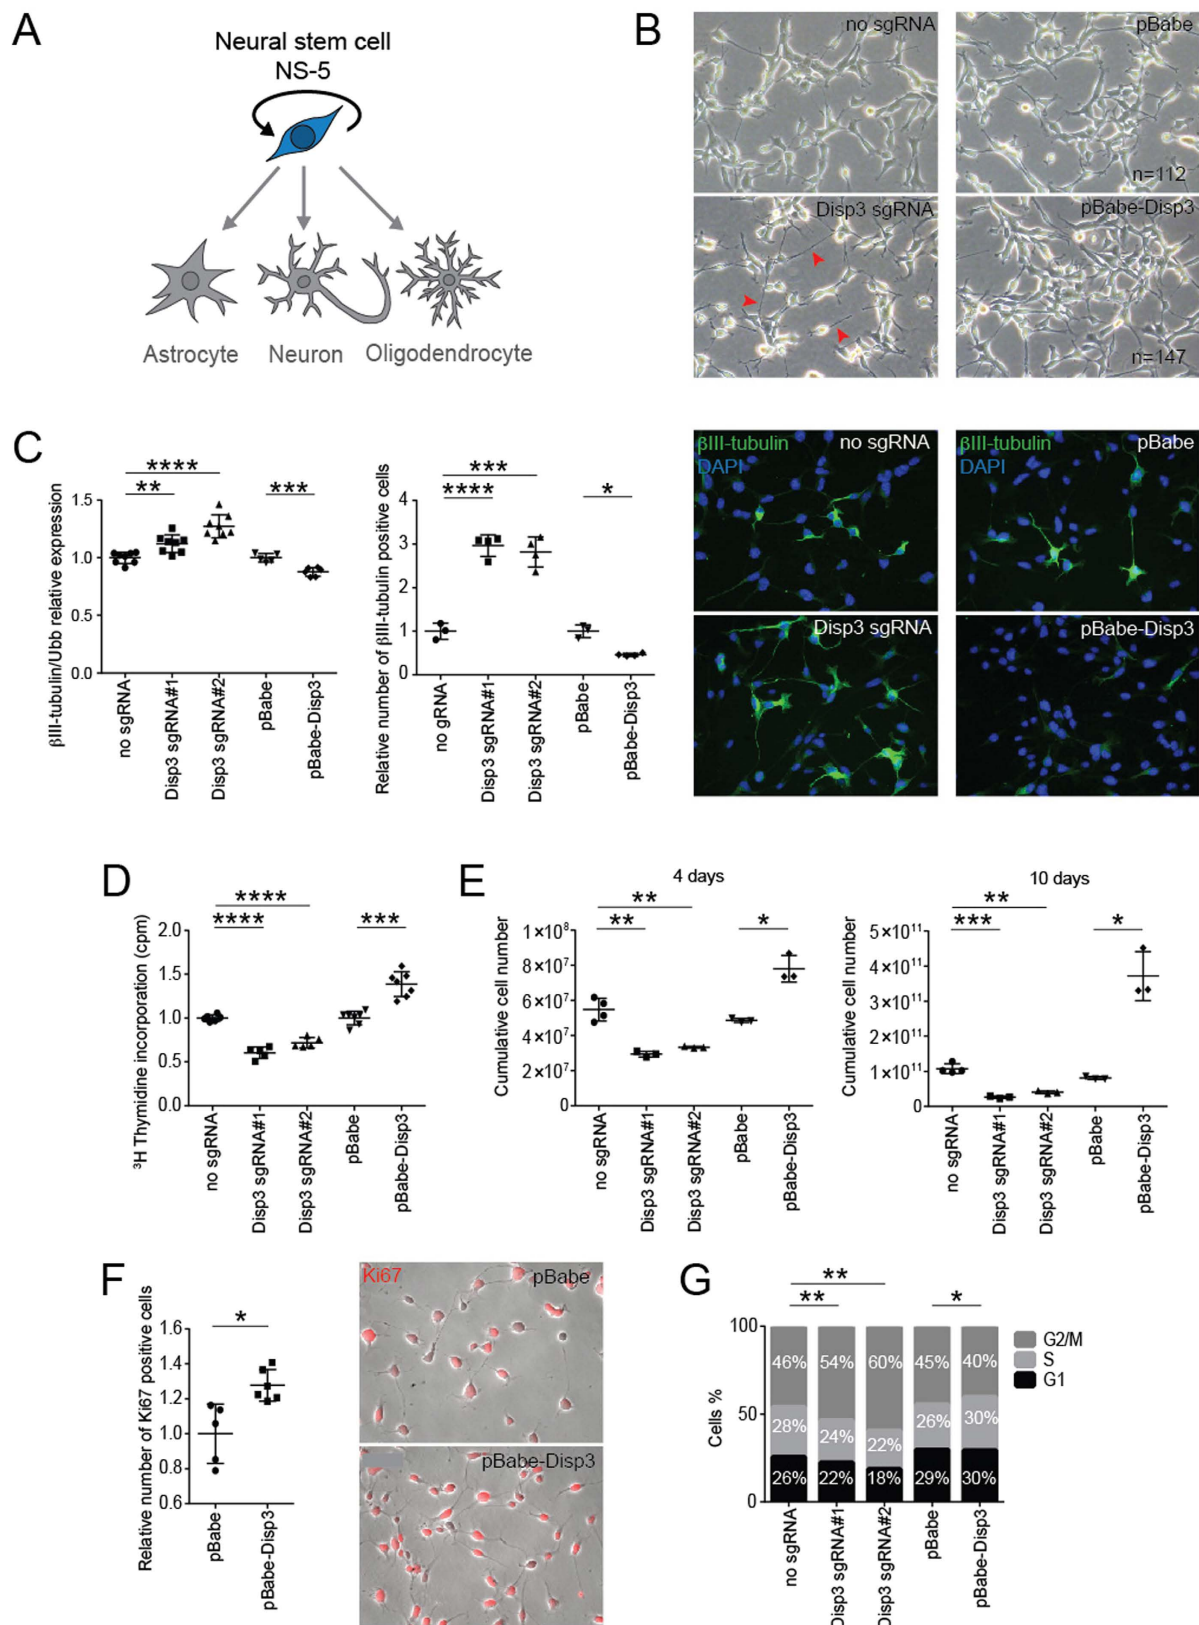 A
Neural stem cell
NS-5
Astrocyte
Neuron
Oligodendrocyte
B
no sgRNA
pBabe
n=112
Disp3 sgRNA
pBabe-Disp3
n=147
C
βIII-tubulin/Ubb relative expression
1.5
1.0
0.5
0.0
****
**
***
no sgRNA
Disp3 sgRNA#1
Disp3 sgRNA#2
pBabe
pBabe-Disp3
Relative number of βIII-tubulin positive cells
4
3
2
1
0
***
****
*
no gRNA
Disp3 sgRNA#1
Disp3 sgRNA#2
pBabe
pBabe-Disp3
βIII-tubulin
DAPI
no sgRNA
βIII-tubulin
DAPI
pBabe
Disp3 sgRNA
pBabe-Disp3
D
³H Thymidine incorporation (cpm)
2.0
1.5
1.0
0.5
0.0
****
****
***
no sgRNA
Disp3 sgRNA#1
Disp3 sgRNA#2
pBabe
pBabe-Disp3
E
4 days
Cumulative cell number
1×10⁸
8×10⁷
6×10⁷
4×10⁷
2×10⁷
0
**
**
*
no sgRNA
Disp3 sgRNA#1
Disp3 sgRNA#2
pBabe
pBabe-Disp3
10 days
Cumulative cell number
5×10¹¹
4×10¹¹
3×10¹¹
2×10¹¹
1×10¹¹
0
**
***
*
no sgRNA
Disp3 sgRNA#1
Disp3 sgRNA#2
pBabe
pBabe-Disp3
F
Relative number of Ki67 positive cells
1.6
1.4
1.2
1.0
0.8
0.6
*
pBabe
pBabe-Disp3
Ki67
pBabe
pBabe-Disp3
G
Cells %
100
50
0
**
**
*
46% 54% 60% 45% 40%
28% 24% 22% 26% 30%
26% 22% 18% 29% 30%
G2/M
S
G1
no sgRNA
Disp3 sgRNA#1
Disp3 sgRNA#2
pBabe
pBabe-Disp3